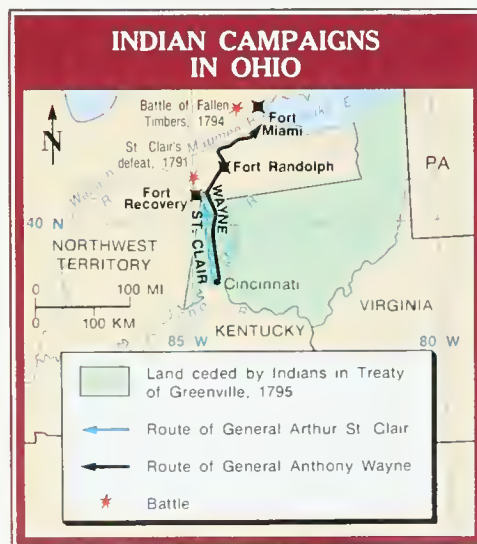 INDIAN CAMPAIGNS
IN OHIO
Battle of Fallen
Timbers, 1794
Fort
Miami
N
St Clair's
defeat, 1791
Maumee R
E
PA
Fort Randolph
Fort
Recovery
WAYNE
ST. CLAIR
40 N
NORTHWEST
TERRITORY
0 100 MI
0 100 KM
Cincinnati
VIRGINIA
KENTUCKY
85 W
80 W
Land ceded by Indians in Treaty
of Greenville, 1795
Route of General Arthur St Clair
Route of General Anthony Wayne
Battle